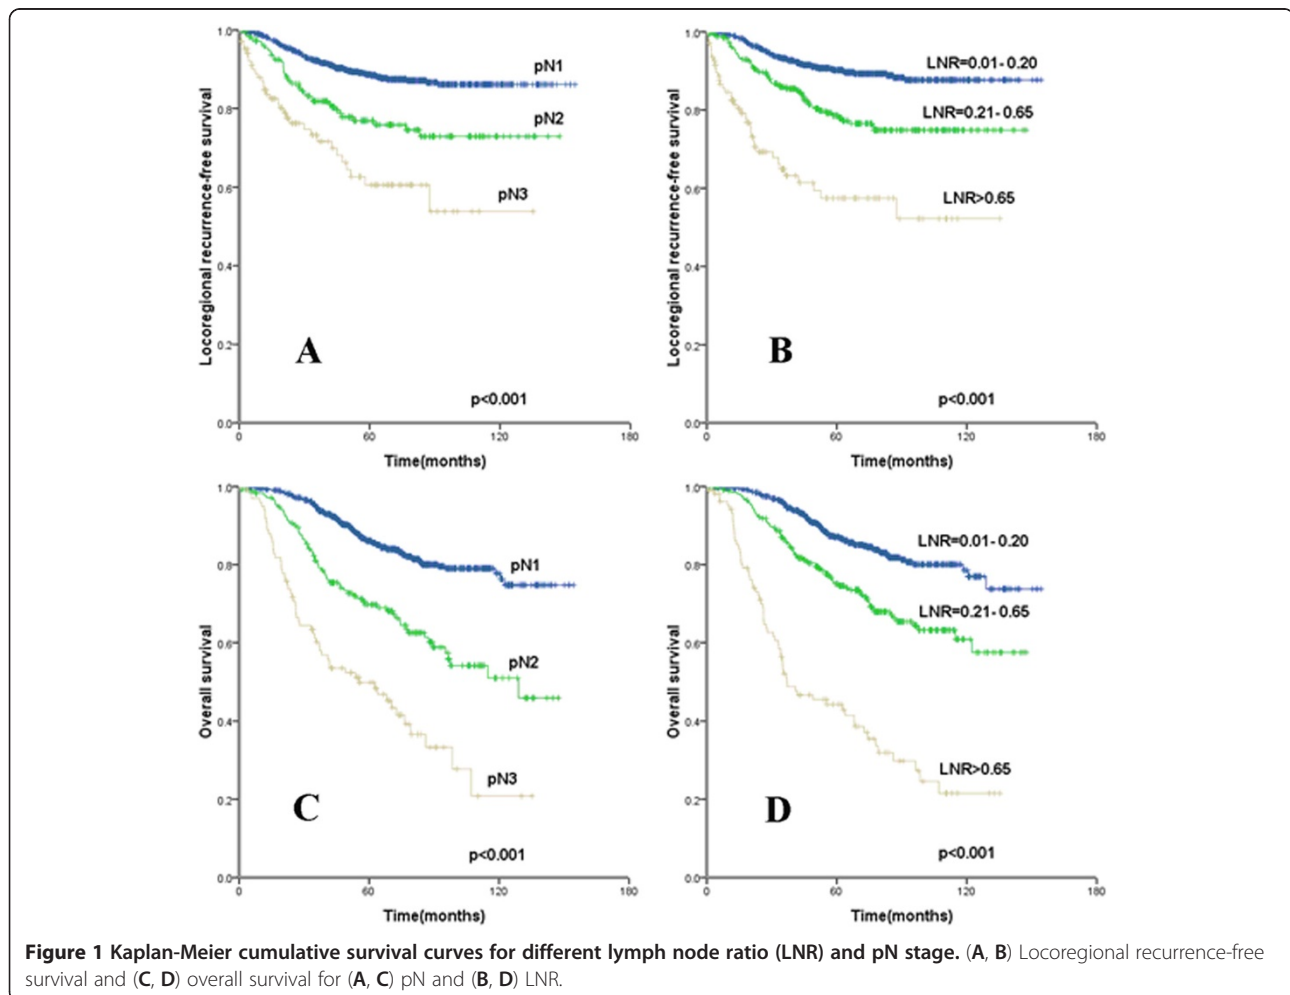 1.0
0.8
0.6
0.4
0.2
0.0
Locoregional recurrence-free survival
pN1
pN2
pN3
A
p<0.001
0 60 120 180
Time(months)
1.0
0.8
0.6
0.4
0.2
0.0
Locoregional recurrence-free survival
LNR=0.01-0.20
LNR=0.21-0.65
LNR>0.65
B
p<0.001
0 60 120 180
Time(months)
1.0
0.8
0.6
0.4
0.2
0.0
Overall survival
pN1
pN2
pN3
C
p<0.001
0 60 120 180
Time(months)
1.0
0.8
0.6
0.4
0.2
0.0
Overall survival
LNR=0.01-0.20
LNR=0.21-0.65
LNR>0.65
D
p<0.001
0 60 120 180
Time(months)
Figure 1 Kaplan-Meier cumulative survival curves for different lymph node ratio (LNR) and pN stage. (A, B) Locoregional recurrence-free
survival and (C, D) overall survival for (A, C) pN and (B, D) LNR.